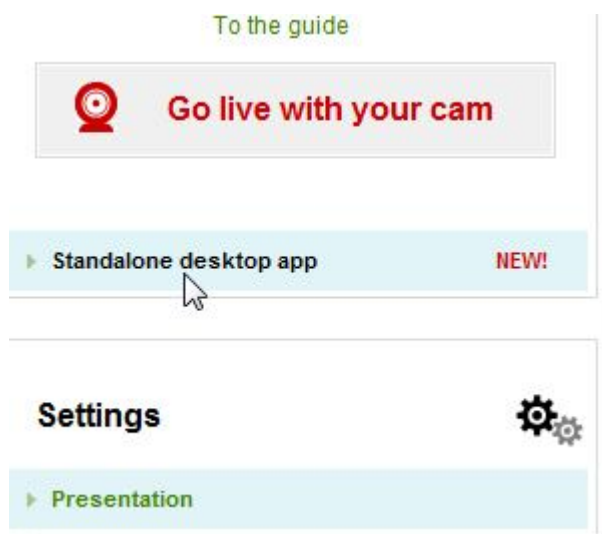 To the guide
Go live with your cam
Standalone desktop app NEW!
Settings
Presentation